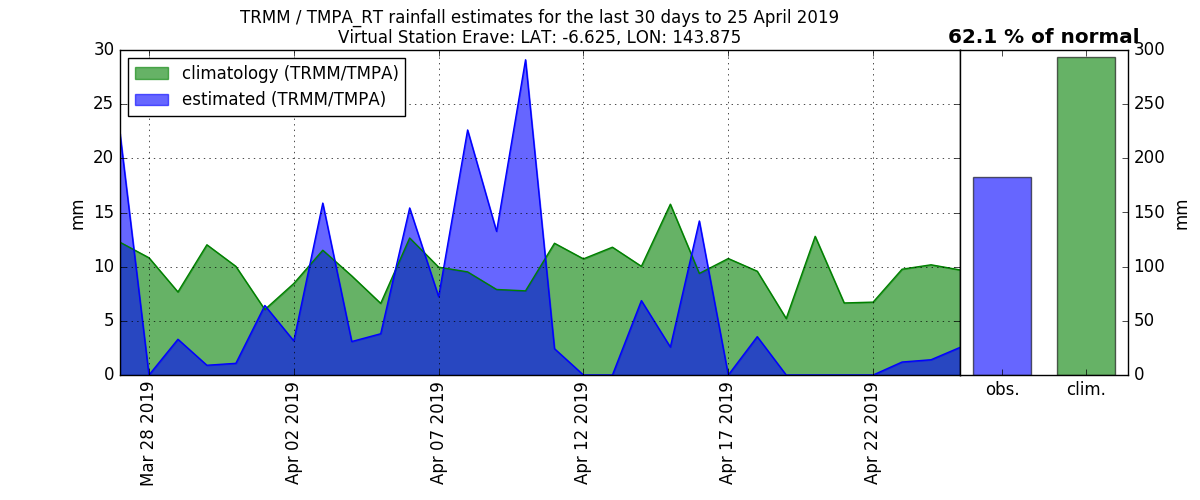 TRMM / TMPA_RT rainfall estimates for the last 30 days to 25 April 2019
Virtual Station Erave: LAT: -6.625, LON: 143.875
62.1 % of normal
climatology (TRMM/TMPA)
estimated (TRMM/TMPA)
30
25
20
15
10
5
0
mm
Mar 28 2019
Apr 02 2019
Apr 07 2019
Apr 12 2019
Apr 17 2019
Apr 22 2019
obs.
clim.
300
250
200
150
100
50
0
mm